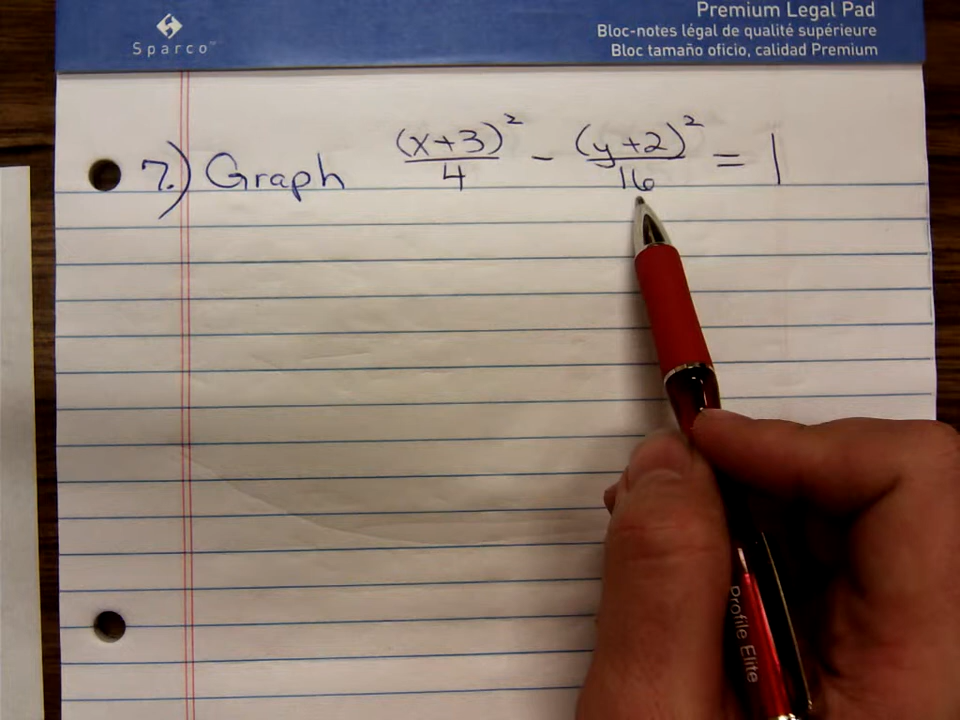 Sparco™
Premium Legal Pad
Bloc-notes légal de qualité supérieure
Bloc tamaño oficio, calidad Premium
7.) Graph (x+3)²/4 - (y+2)²/16 = 1
Profile Elite